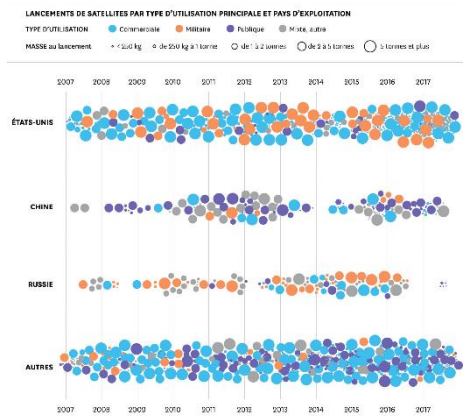 LANCEMENTS DE SATELLITES PAR TYPE D'UTILISATION PRINCIPALE ET PAYS D'EXPLOITATION
TYPE D'UTILISATION Commerciale Militaire Publique Mixte, autre
MASSE au lancement < 250 kg de 250 kg à 1 tonne de 1 à 2 tonnes de 2 à 5 tonnes 5 tonnes et plus
2007 2008 2009 2010 2011 2012 2013 2014 2015 2016 2017
ÉTATS-UNIS
CHINE
RUSSIE
AUTRES
2007 2008 2009 2010 2011 2012 2013 2014 2015 2016 2017